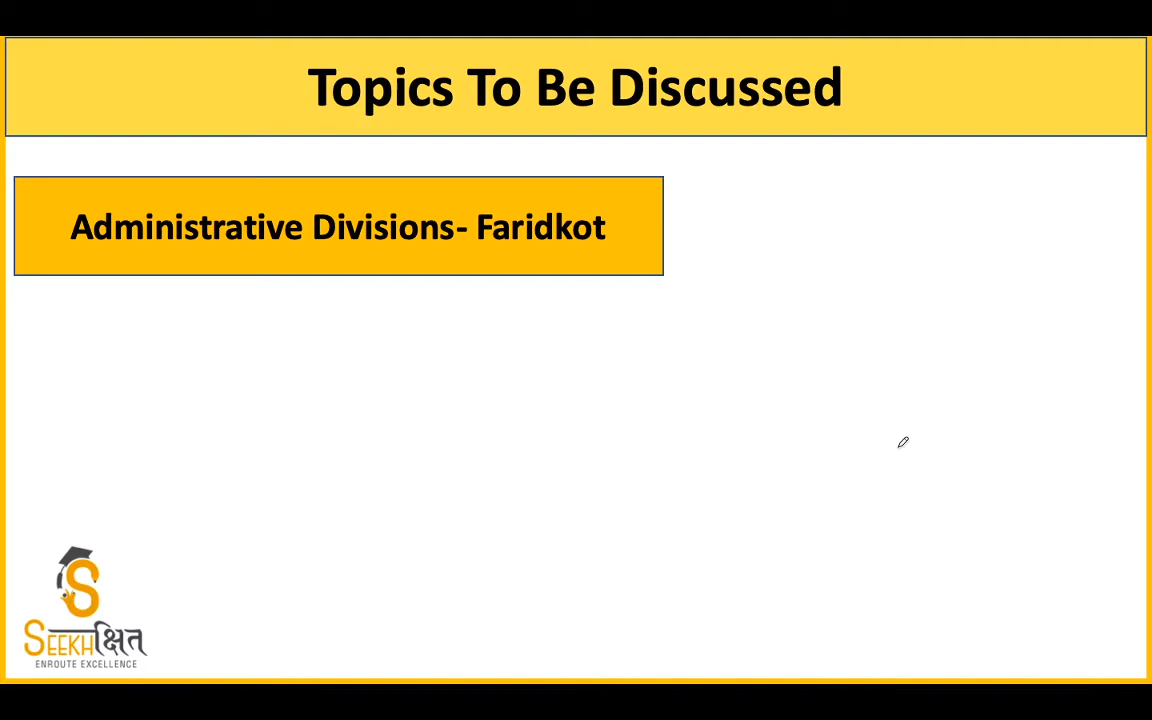 Topics To Be Discussed
Administrative Divisions- Faridkot
SEEKHक्षित
ENROUTE EXCELLENCE